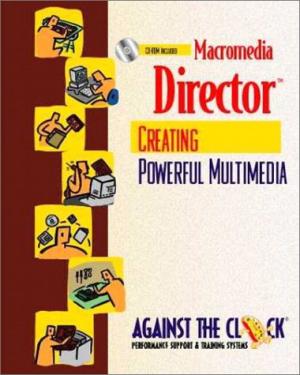 CD-ROM INCLUDED
Macromedia
Director™
CREATING
POWERFUL MULTIMEDIA
AGAINST THE CLOCK®
PERFORMANCE SUPPORT & TRAINING SYSTEMS